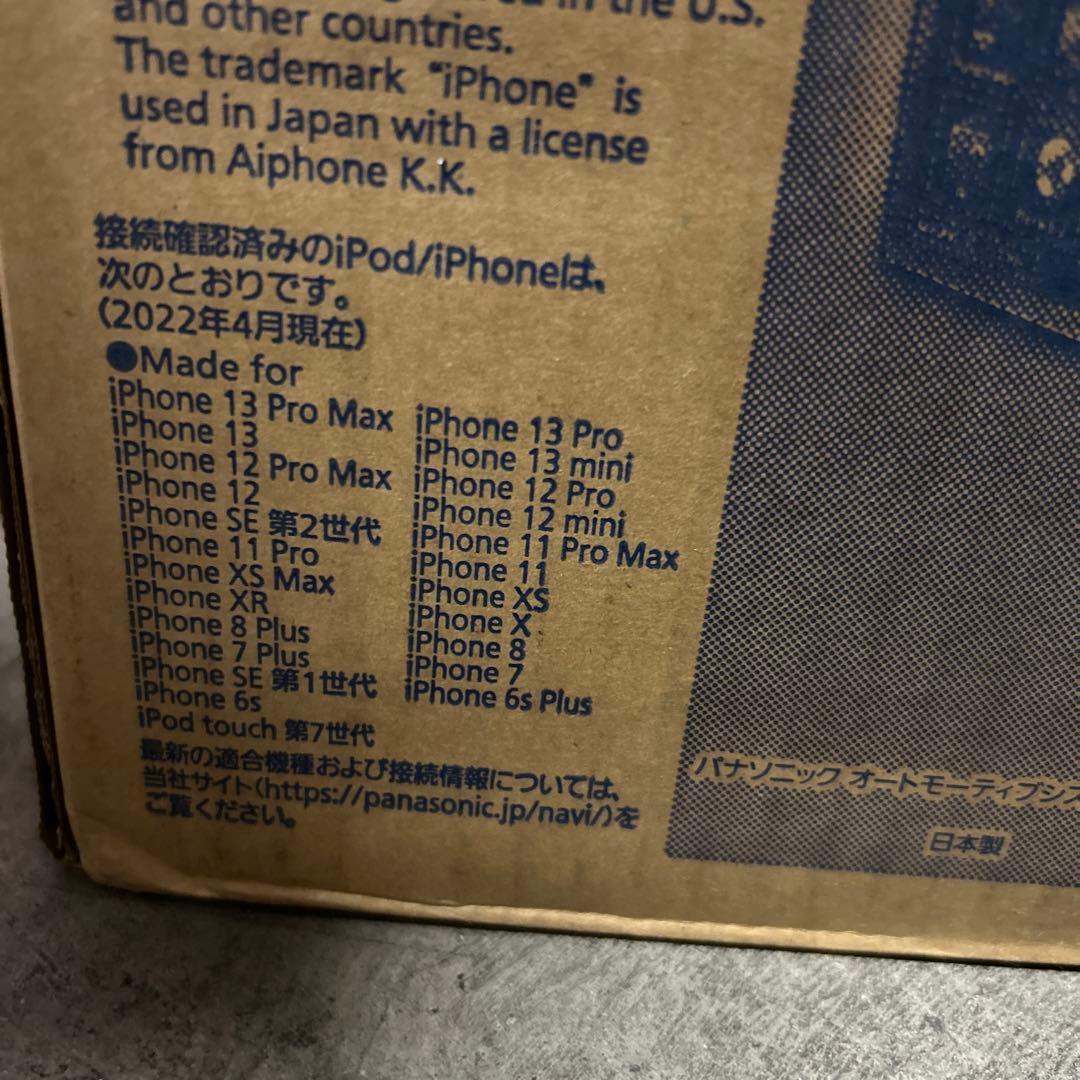 in the U.S.
and other countries.
The trademark "iPhone" is
used in Japan with a license
from Aiphone K.K.
接続確認済みのiPod/iPhoneは、
次のとおりです。
(2022年4月現在)
●Made for
iPhone 13 Pro Max iPhone 13 Pro
iPhone 13 iPhone 13 mini
iPhone 12 Pro Max iPhone 12 Pro
iPhone 12 iPhone 12 mini
iPhone SE 第2世代 iPhone 11 Pro Max
iPhone 11 Pro iPhone 11
iPhone XS Max iPhone XS
iPhone XR iPhone X
iPhone 8 Plus iPhone 8
iPhone 7 Plus iPhone 7
iPhone SE 第1世代 iPhone 6s Plus
iPhone 6s
iPod touch 第7世代
最新の適合機種および接続情報については、
当社サイト(https://panasonic.jp/navi/)を
ご覧ください。
パナソニック オートモーティブシス
日本製